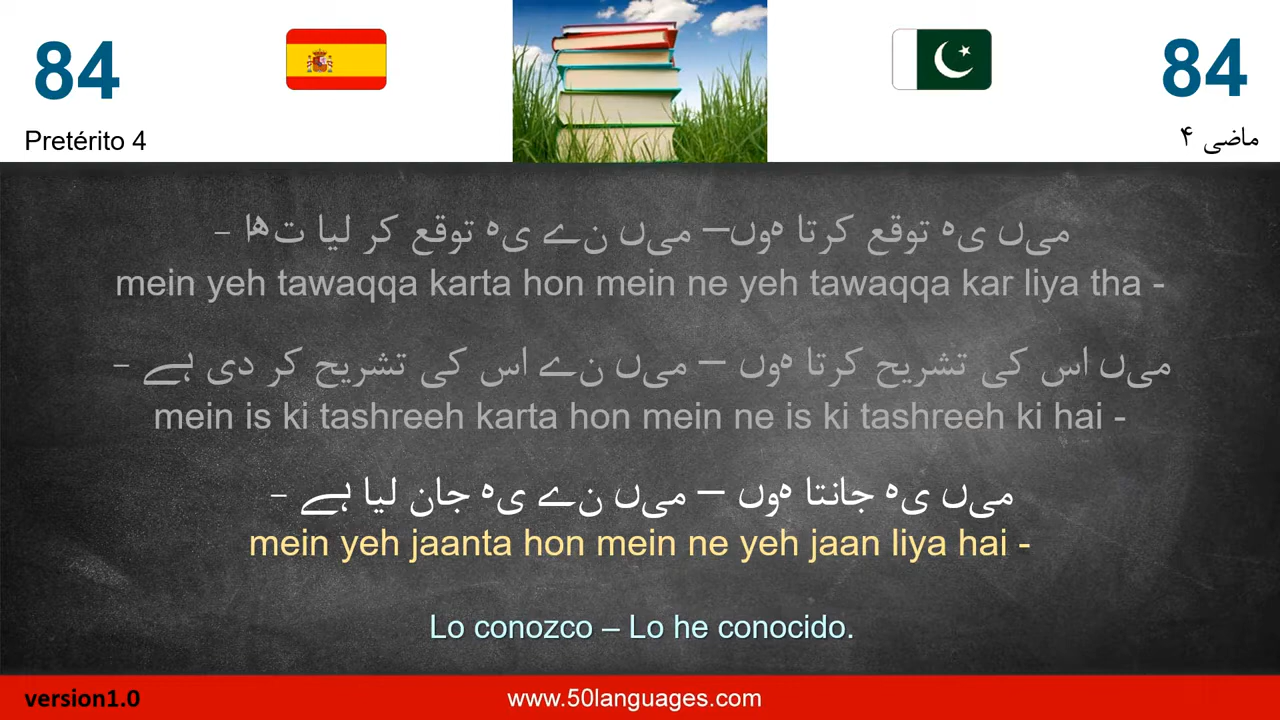 84
84
Pretérito 4
ماضی ۴
میں یہ توقع کرتا ہوں– میں نے یہ توقع کر لیا تھا –
mein yeh tawaqqa karta hon mein ne yeh tawaqqa kar liya tha -
میں اس کی تشریح کرتا ہوں – میں نے اس کی تشریح کر دی ہے –
mein is ki tashreeh karta hon mein ne is ki tashreeh ki hai -
میں یہ جانتا ہوں – میں نے یہ جان لیا ہے –
mein yeh jaanta hon mein ne yeh jaan liya hai -
Lo conozco – Lo he conocido.
version1.0
www.50languages.com